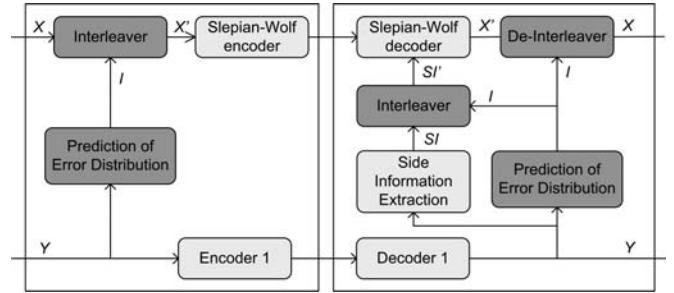 X
Interleaver
X'
Slepian-Wolf
encoder
I
Prediction of
Error Distribution
Y
Encoder 1
Slepian-Wolf
decoder
X'
De-Interleaver
X
SI'
I
Interleaver
I
SI
Side
Information
Extraction
Prediction of
Error Distribution
Decoder 1
Y